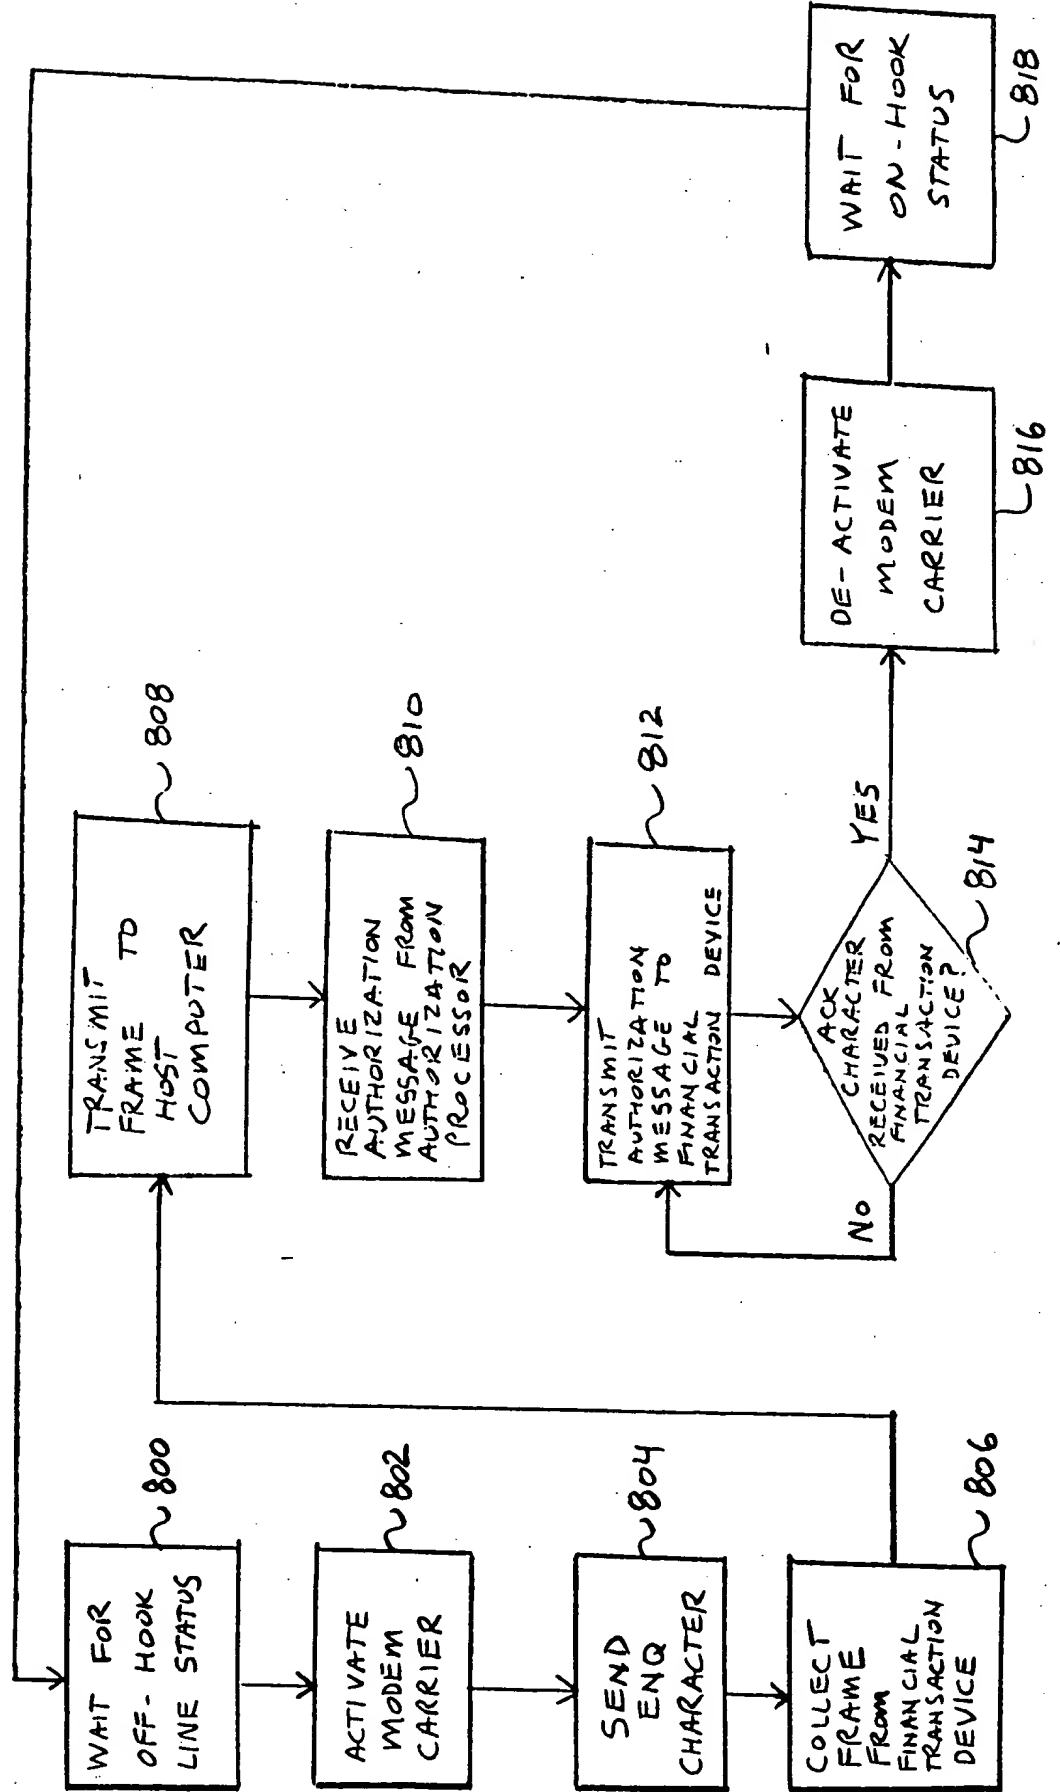 WAIT FOR
OFF-HOOK
LINE STATUS
800
ACTIVATE
MODEM
CARRIER
802
SEND
ENQ
CHARACTER
804
COLLECT
FRAME
FROM
FINANCIAL
TRANSACTION
DEVICE
806
TRANSMIT
FRAME TO
HOST
COMPUTER
808
RECEIVE
AUTHORIZATION
MESSAGE FROM
AUTHORIZATION
PROCESSOR
810
TRANSMIT
AUTHORIZATION
MESSAGE TO
FINANCIAL
TRANSACTION DEVICE
812
ACK
CHARACTER
RECEIVED FROM
FINANCIAL
TRANSACTION
DEVICE?
814
NO
YES
DE-ACTIVATE
MODEM
CARRIER
816
WAIT FOR
ON-HOOK
STATUS
818